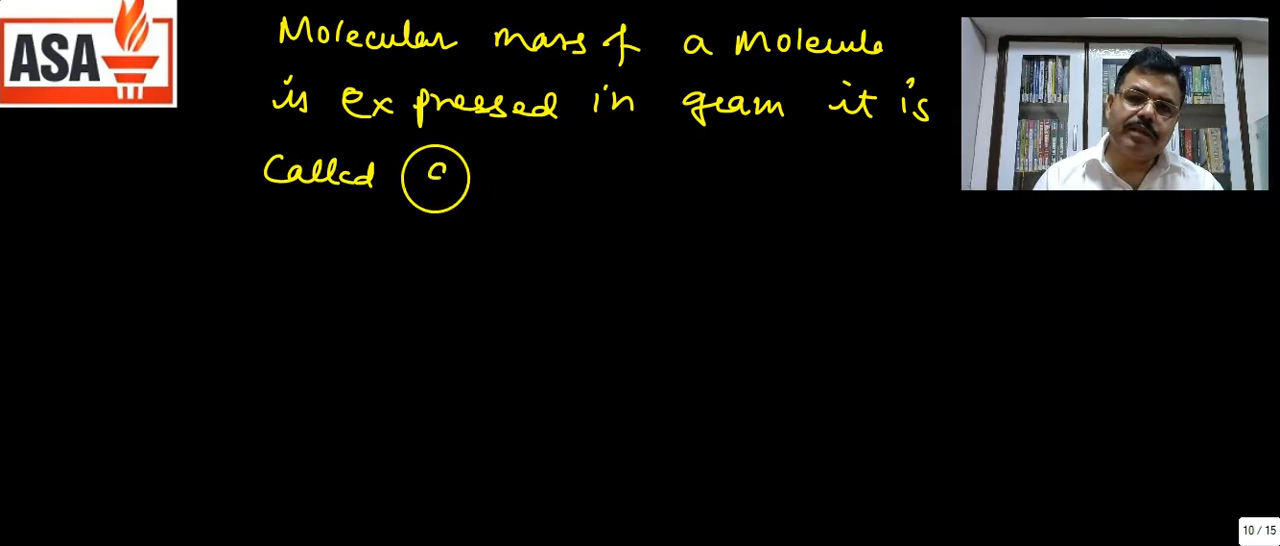 ASA
Molecular mass of a molecule
is expressed in gram it is
called
10 / 15